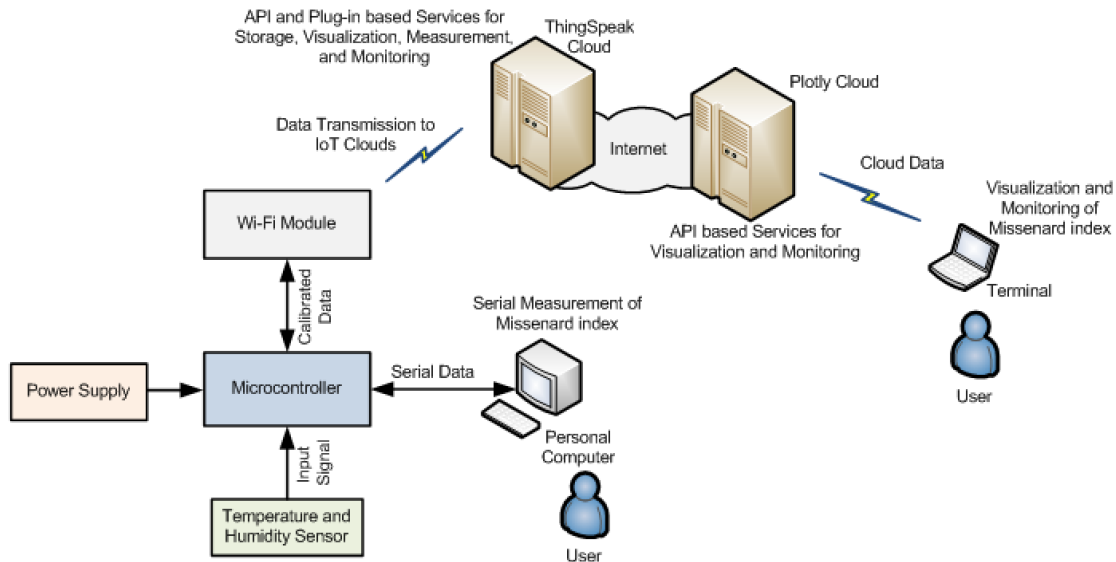 API and Plug-in based Services for
Storage, Visualization, Measurement,
and Monitoring
ThingSpeak
Cloud
Plotly Cloud
Data Transmission to
IoT Clouds
Internet
Cloud Data
Visualization and
Monitoring of
Missenard index
Wi-Fi Module
API based Services for
Visualization and Monitoring
Terminal
Calibrated
Data
Serial Measurement of
Missenard index
User
Power Supply
Microcontroller
Serial Data
Personal
Computer
Input
Signal
Temperature and
Humidity Sensor
User